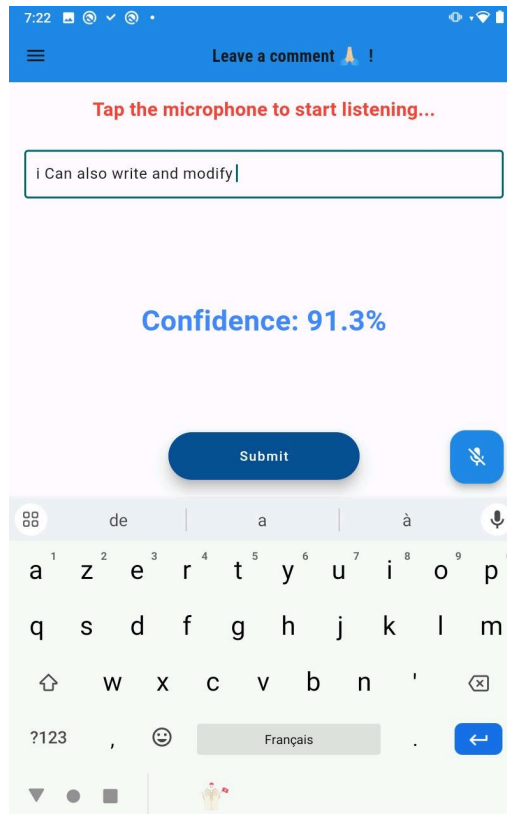 7:22
Leave a comment 🙏🏻 !
Tap the microphone to start listening...
i Can also write and modify
Confidence: 91.3%
Submit
de a à
a 1 z 2 e 3 r 4 t 5 y 6 u 7 i 8 o 9 p
q s d f g h j k l m
w x c v b n '
?123 , Français .